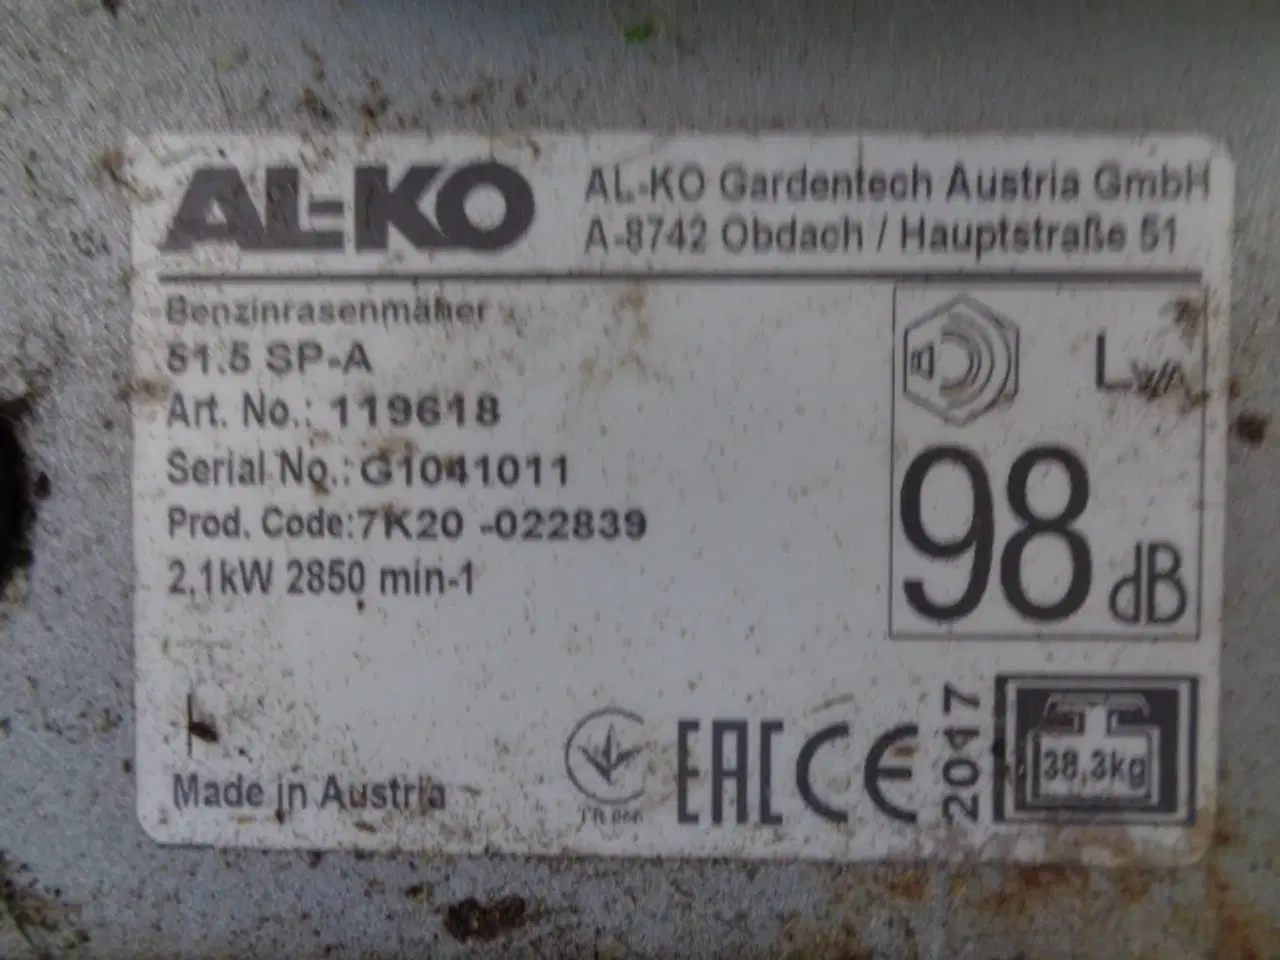 AL-KO
AL-KO Gardentech Austria GmbH
A-8742 Obdach / Hauptstraße 51
Benzinrasenmäher
51.5 SP-A
Art. No.: 119618
Serial No.: G1041011
Prod. Code:7K20 -022839
2,1kW 2850 min-1
LWA
98
dB
Made in Austria
EAC
CE
2017
38,3kg